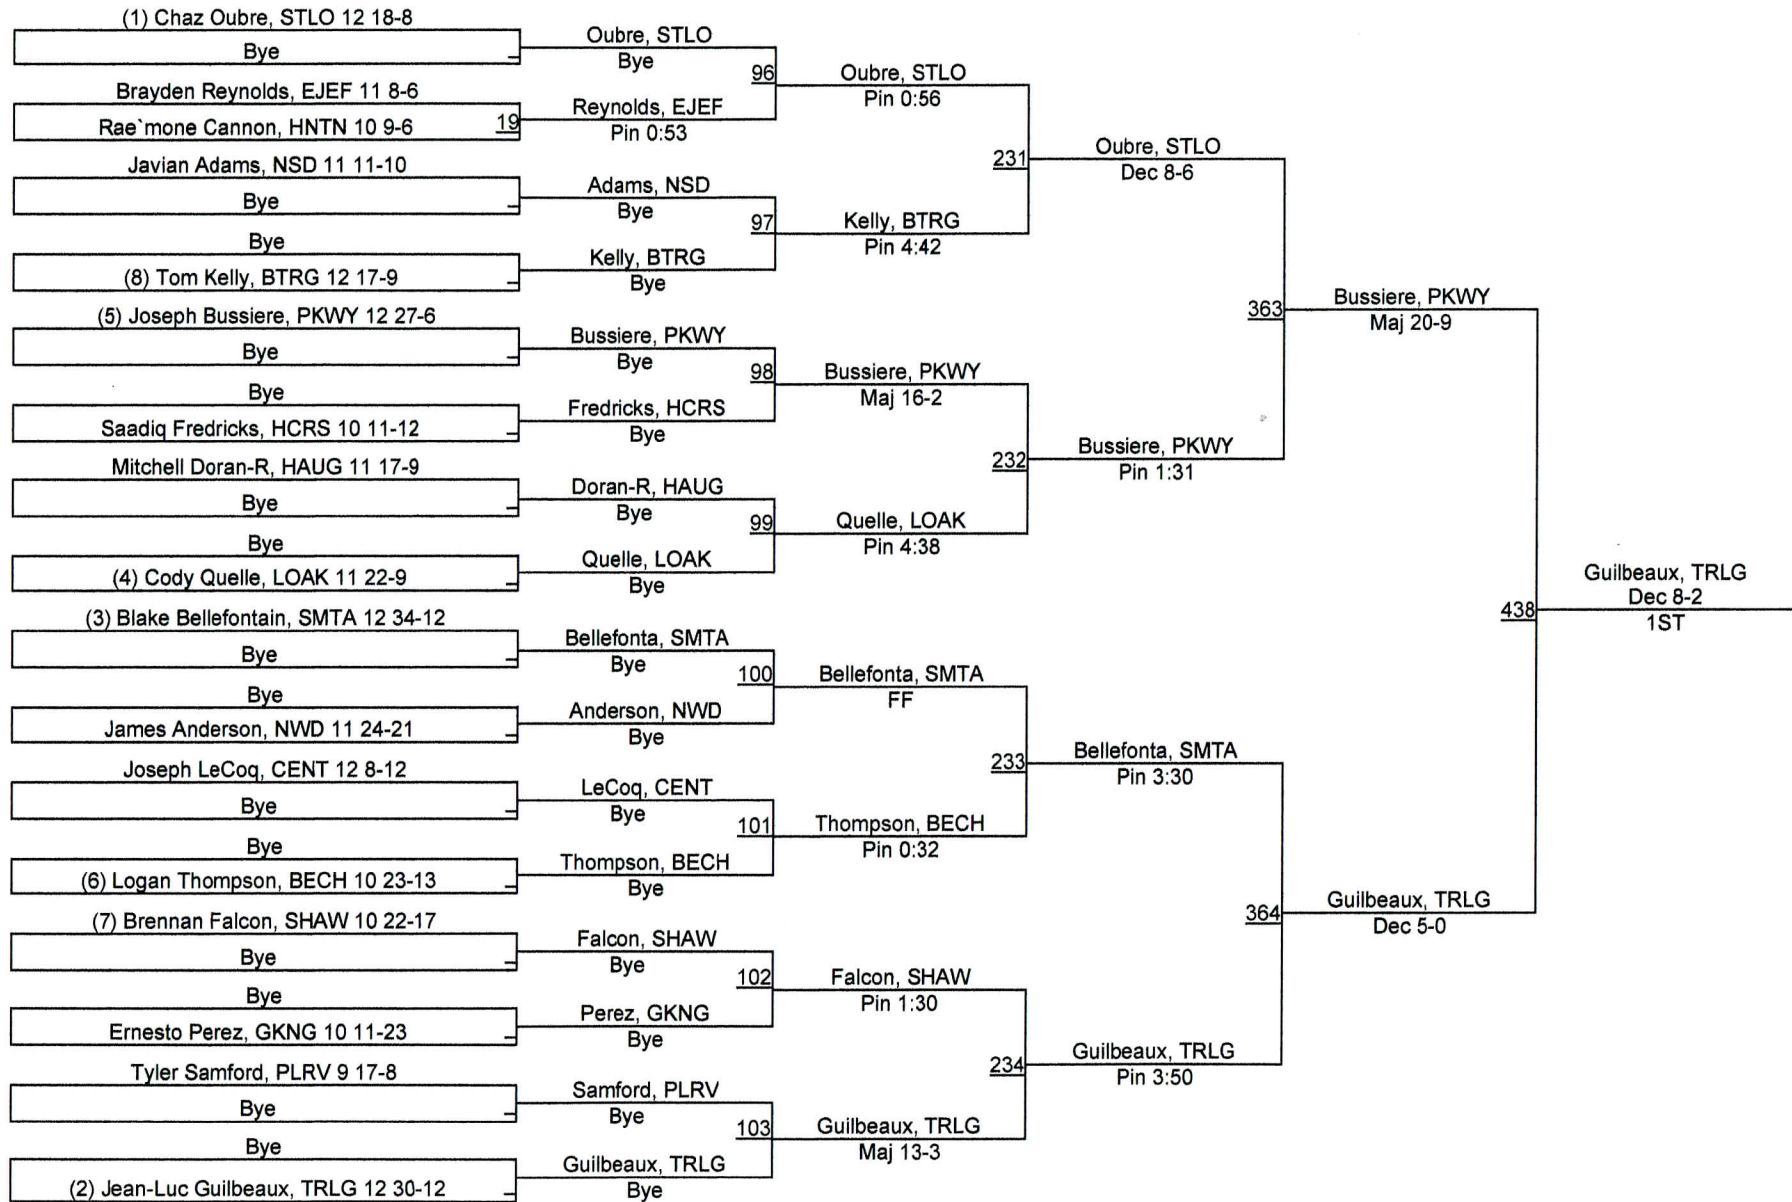 (1) Chaz Oubre, STLO 12 18-8
Bye
Brayden Reynolds, EJEF 11 8-6
Rae`mone Cannon, HNTN 10 9-6
19
Javian Adams, NSD 11 11-10
Bye
Bye
(8) Tom Kelly, BTRG 12 17-9
(5) Joseph Bussiere, PKWY 12 27-6
Bye
Bye
Saadiq Fredricks, HCRS 10 11-12
Mitchell Doran-R, HAUG 11 17-9
Bye
Bye
(4) Cody Quelle, LOAK 11 22-9
(3) Blake Bellefontain, SMTA 12 34-12
Bye
Bye
James Anderson, NWD 11 24-21
Joseph LeCoq, CENT 12 8-12
Bye
Bye
(6) Logan Thompson, BECH 10 23-13
(7) Brennan Falcon, SHAW 10 22-17
Bye
Bye
Ernesto Perez, GKNG 10 11-23
Tyler Samford, PLRV 9 17-8
Bye
Bye
(2) Jean-Luc Guilbeaux, TRLG 12 30-12
Oubre, STLO
Bye
96
Reynolds, EJEF
Pin 0:53
Adams, NSD
Bye
97
Kelly, BTRG
Bye
Bussiere, PKWY
Bye
98
Fredricks, HCRS
Bye
Doran-R, HAUG
Bye
99
Quelle, LOAK
Bye
Bellefonta, SMTA
Bye
100
Anderson, NWD
Bye
LeCoq, CENT
Bye
101
Thompson, BECH
Bye
Falcon, SHAW
Bye
102
Perez, GKNG
Bye
Samford, PLRV
Bye
103
Guilbeaux, TRLG
Bye
Oubre, STLO
Pin 0:56
231
Kelly, BTRG
Pin 4:42
Bussiere, PKWY
Maj 16-2
232
Quelle, LOAK
Pin 4:38
Bellefonta, SMTA
FF
233
Thompson, BECH
Pin 0:32
Falcon, SHAW
Pin 1:30
234
Guilbeaux, TRLG
Maj 13-3
Oubre, STLO
Dec 8-6
363
Bussiere, PKWY
Pin 1:31
Bellefonta, SMTA
Pin 3:30
364
Guilbeaux, TRLG
Pin 3:50
Bussiere, PKWY
Maj 20-9
438
Guilbeaux, TRLG
Dec 5-0
Guilbeaux, TRLG
Dec 8-2
1ST